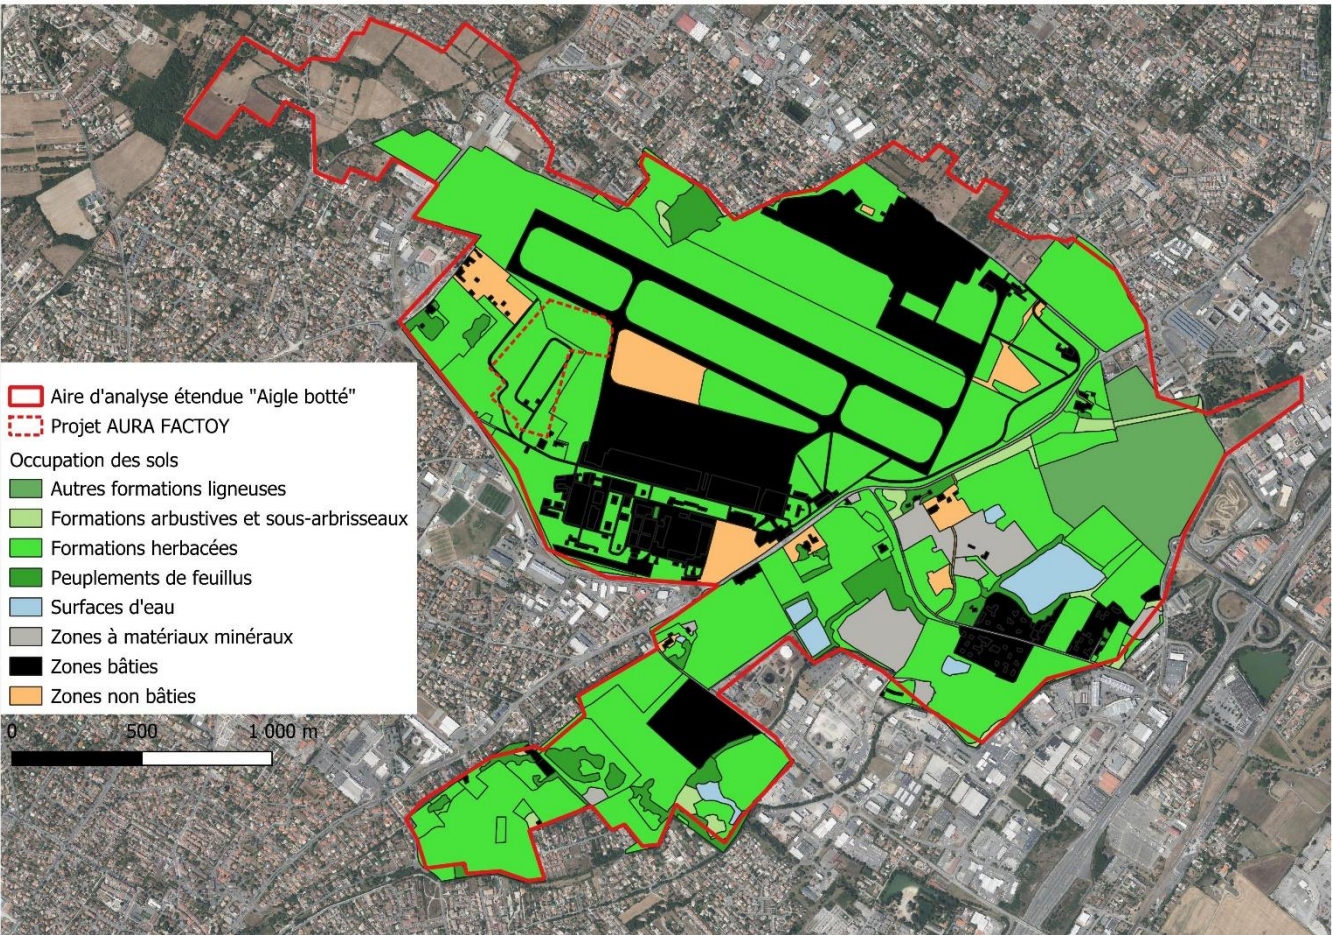 Aire d'analyse étendue "Aigle botté"
Projet AURA FACTOY
Occupation des sols
Autres formations ligneuses
Formations arbustives et sous-arbrisseaux
Formations herbacées
Peuplements de feuillus
Surfaces d'eau
Zones à matériaux minéraux
Zones bâties
Zones non bâties
0 500 1 000 m